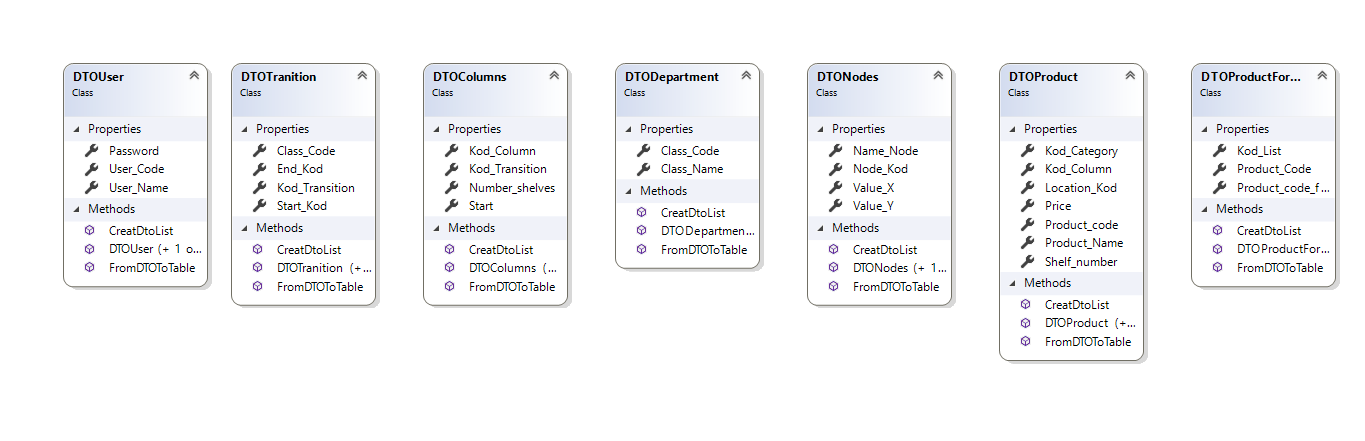 DTOUser
Class
Properties
Password
User_Code
User_Name
Methods
CreatDtoList
DTOUser (+ 1 o...
FromDTOToTable
DTOTranition
Class
Properties
Class_Code
End_Kod
Kod_Transition
Start_Kod
Methods
CreatDtoList
DTOTranition (+...
FromDTOToTable
DTOColumns
Class
Properties
Kod_Column
Kod_Transition
Number_shelves
Start
Methods
CreatDtoList
DTOColumns (...
FromDTOToTable
DTODepartment
Class
Properties
Class_Code
Class_Name
Methods
CreatDtoList
DTODepartmen...
FromDTOToTable
DTONodes
Class
Properties
Name_Node
Node_Kod
Value_X
Value_Y
Methods
CreatDtoList
DTONodes (+ 1...
FromDTOToTable
DTOProduct
Class
Properties
Kod_Category
Kod_Column
Location_Kod
Price
Product_code
Product_Name
Shelf_number
Methods
CreatDtoList
DTOProduct (+...
FromDTOToTable
DTOProductFor...
Class
Properties
Kod_List
Product_Code
Product_code_f...
Methods
CreatDtoList
DTOProductFor...
FromDTOToTable